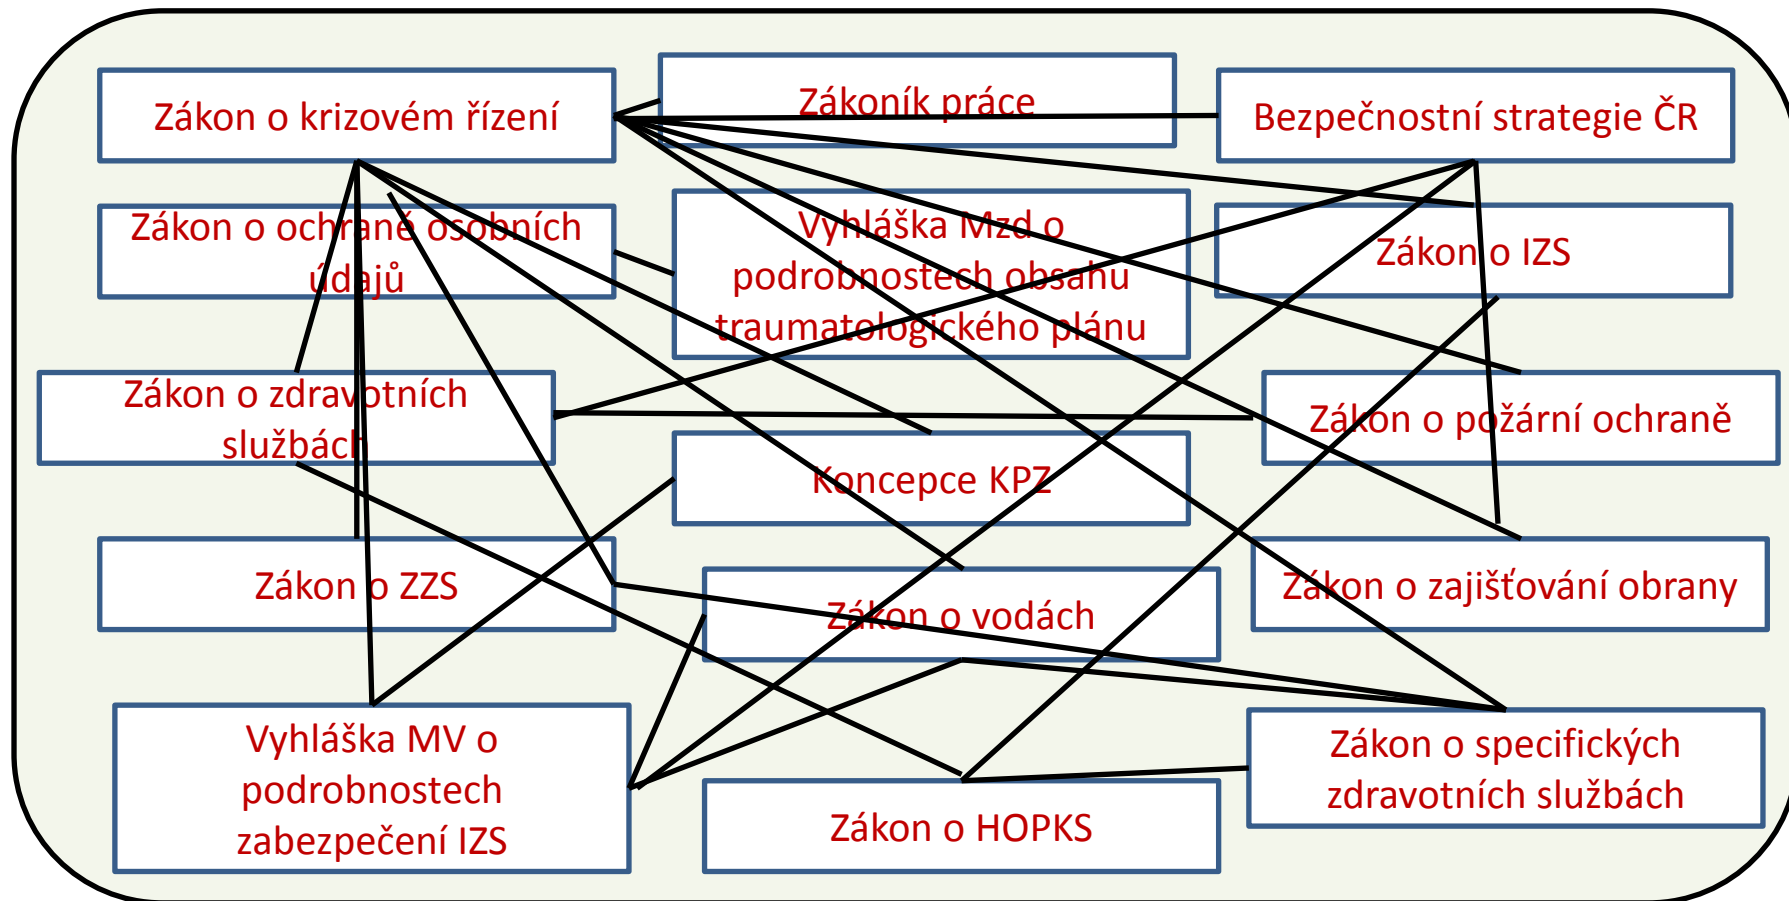 Zákon o krizovém řízení
Zákoník práce
Bezpečnostní strategie ČR
Zákon o ochraně osobních
údajů
Vyhláška Mzd o
podrobnostech obsahu
traumatologického plánu
Zákon o IZS
Zákon o zdravotních
službách
Koncepce KPZ
Zákon o požární ochraně
Zákon o ZZS
Zákon o vodách
Zákon o zajišťování obrany
Vyhláška MV o
podrobnostech
zabezpečení IZS
Zákon o HOPKS
Zákon o specifických
zdravotních službách